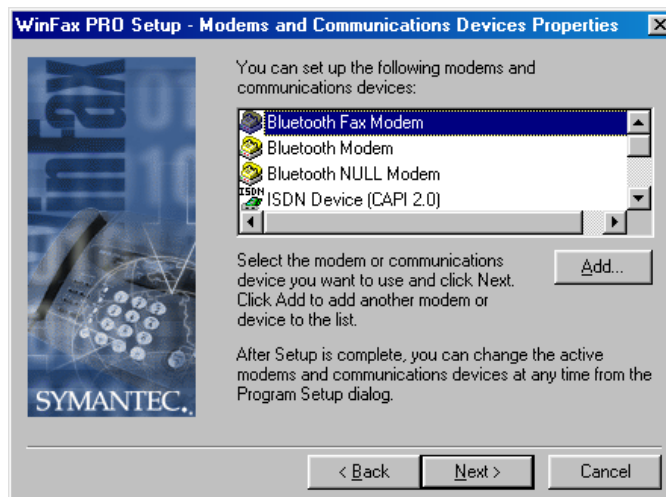 WinFax PRO Setup - Modems and Communications Devices Properties
WinFax
You can set up the following modems and
communications devices:
Bluetooth Fax Modem
Bluetooth Modem
Bluetooth NULL Modem
ISDN
ISDN Device (CAPI 2.0)
Select the modem or communications
device you want to use and click Next.
Click Add to add another modem or
device to the list.
Add...
After Setup is complete, you can change the active
modems and communications devices at any time from the
Program Setup dialog.
SYMANTEC.
< Back
Next >
Cancel